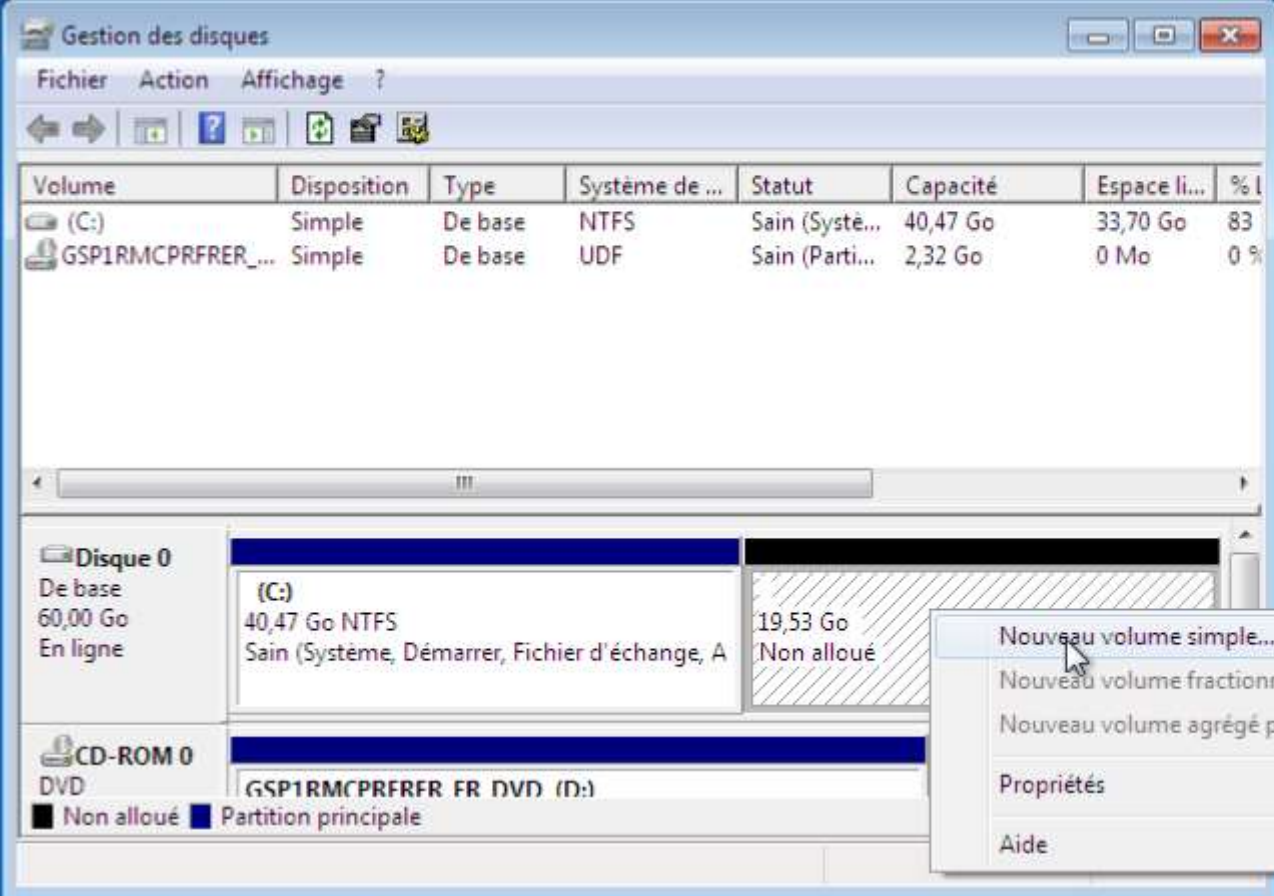 Gestion des disques
Fichier Action Affichage ?
Volume Disposition Type Système de ... Statut Capacité Espace li... % L
(C:) Simple De base NTFS Sain (Systè... 40,47 Go 33,70 Go 83
GSP1RMCPRFRER_... Simple De base UDF Sain (Parti... 2,32 Go 0 Mo 0 %
Disque 0
De base
60,00 Go
En ligne
(C:)
40,47 Go NTFS
Sain (Système, Démarrer, Fichier d'échange, A
19,53 Go
Non alloué
Nouveau volume simple...
Nouveau volume fractionn
Nouveau volume agrégé p
Propriétés
Aide
CD-ROM 0
DVD
GSP1RMCPRFRER_FR_DVD (D:)
Non alloué Partition principale